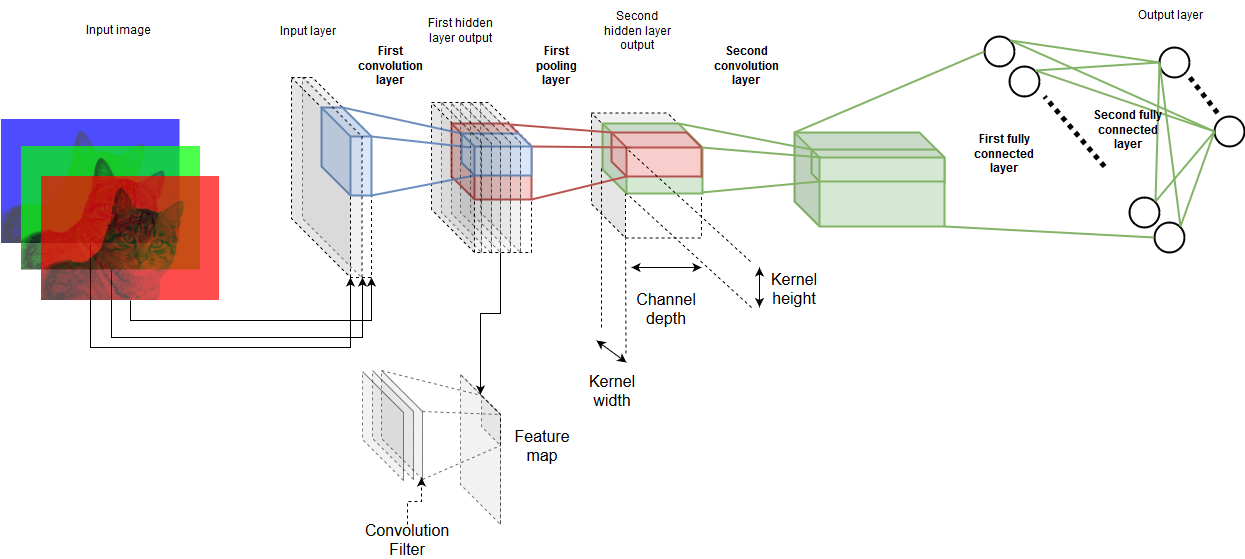 Input image
Input layer
First hidden
layer output
Second
hidden layer
output
Output layer
First
convolution
layer
First
pooling
layer
Second
convolution
layer
First fully
connected
layer
Second fully
connected
layer
Channel
depth
Kernel
height
Kernel
width
Feature
map
Convolution
Filter